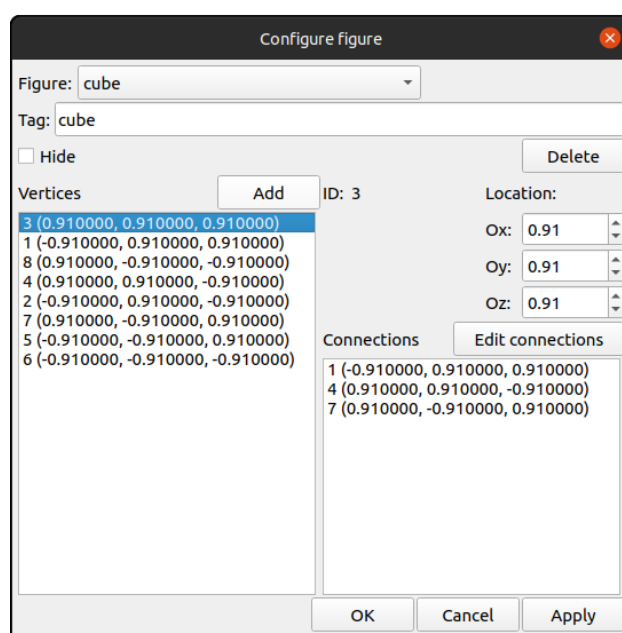 Configure figure
Figure: cube
Tag: cube
Hide
Delete
Vertices
Add
ID: 3
Location:
3 (0.910000, 0.910000, 0.910000)
1 (-0.910000, 0.910000, 0.910000)
8 (0.910000, -0.910000, -0.910000)
4 (0.910000, 0.910000, -0.910000)
2 (-0.910000, 0.910000, -0.910000)
7 (0.910000, -0.910000, 0.910000)
5 (-0.910000, -0.910000, 0.910000)
6 (-0.910000, -0.910000, -0.910000)
Ox: 0.91
Oy: 0.91
Oz: 0.91
Connections
Edit connections
1 (-0.910000, 0.910000, 0.910000)
4 (0.910000, 0.910000, -0.910000)
7 (0.910000, -0.910000, 0.910000)
OK
Cancel
Apply